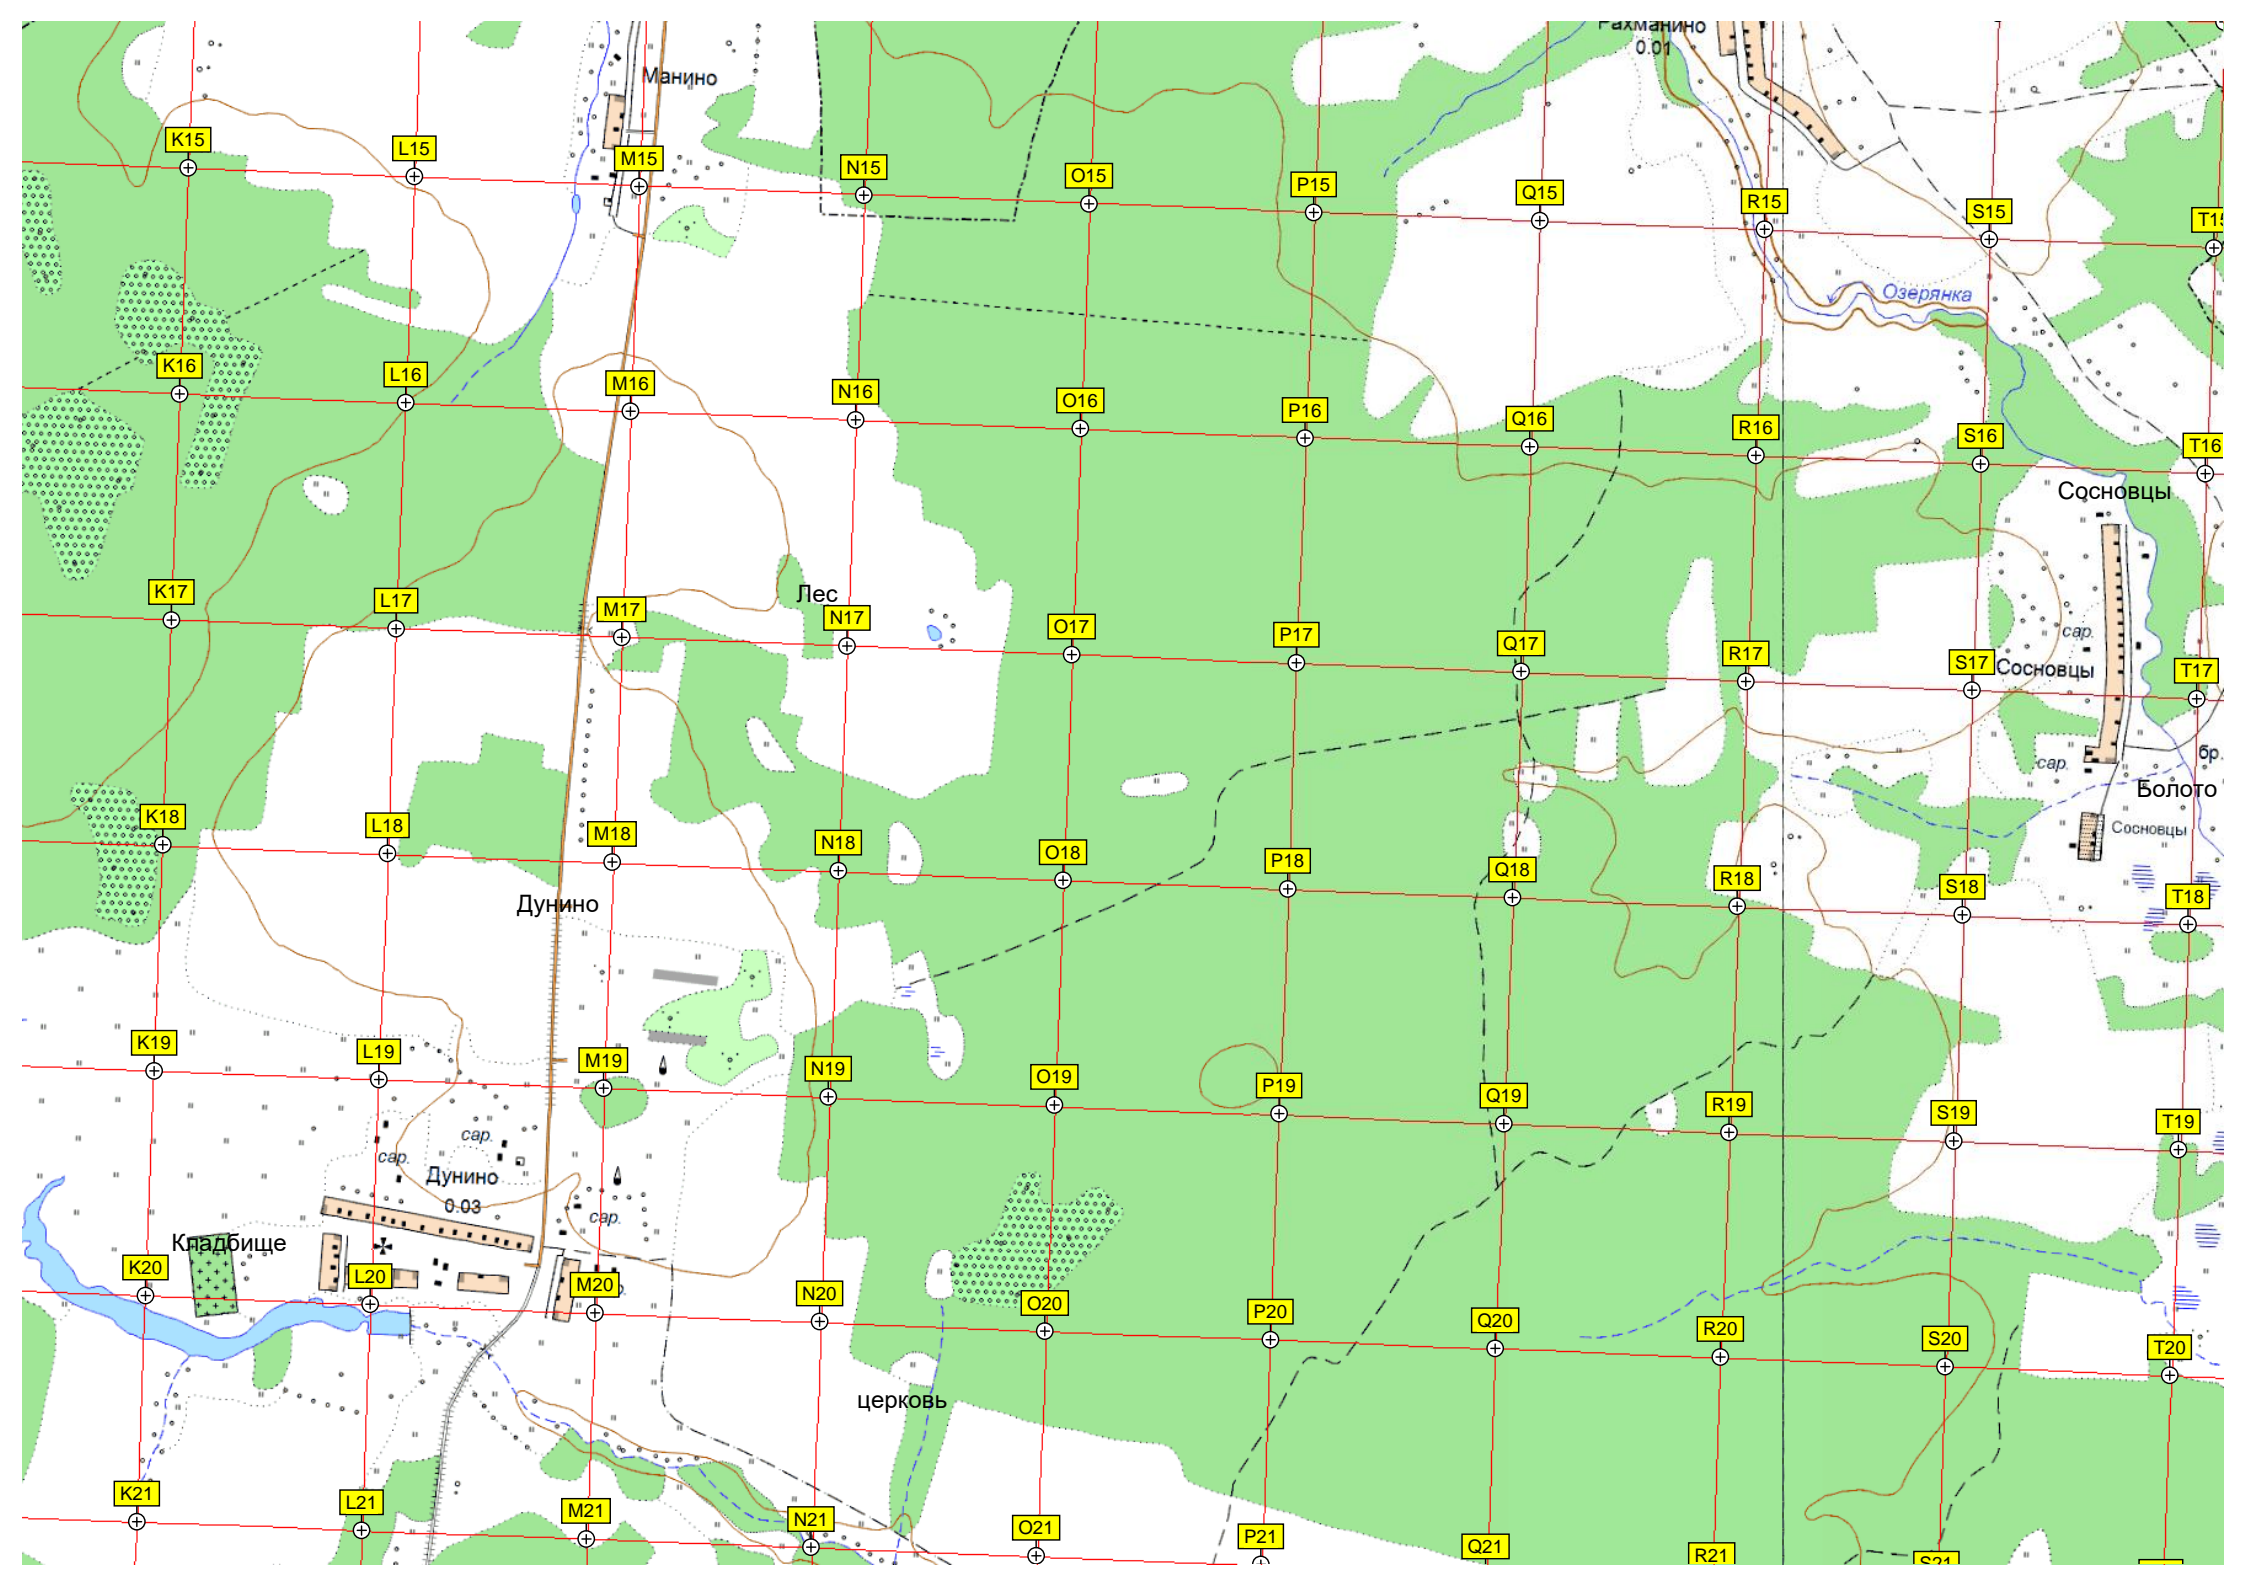 Рахманино
0.01
Манино
K15
L15
M15
N15
O15
P15
Q15
R15
S15
T15
Озерянка
K16
L16
M16
N16
O16
P16
Q16
R16
S16
T16
Сосновцы
Лес
K17
L17
M17
N17
O17
P17
Q17
R17
S17
T17
сар.
Сосновцы
сар.
бр.
Болото
Сосновцы
K18
L18
M18
N18
O18
P18
Q18
R18
S18
T18
Дунино
K19
L19
M19
N19
O19
P19
Q19
R19
S19
T19
сар.
сар.
Дунино
0.03
сар.
Кладбище
K20
L20
M20
N20
O20
P20
Q20
R20
S20
T20
церковь
K21
L21
M21
N21
O21
P21
Q21
R21
S21